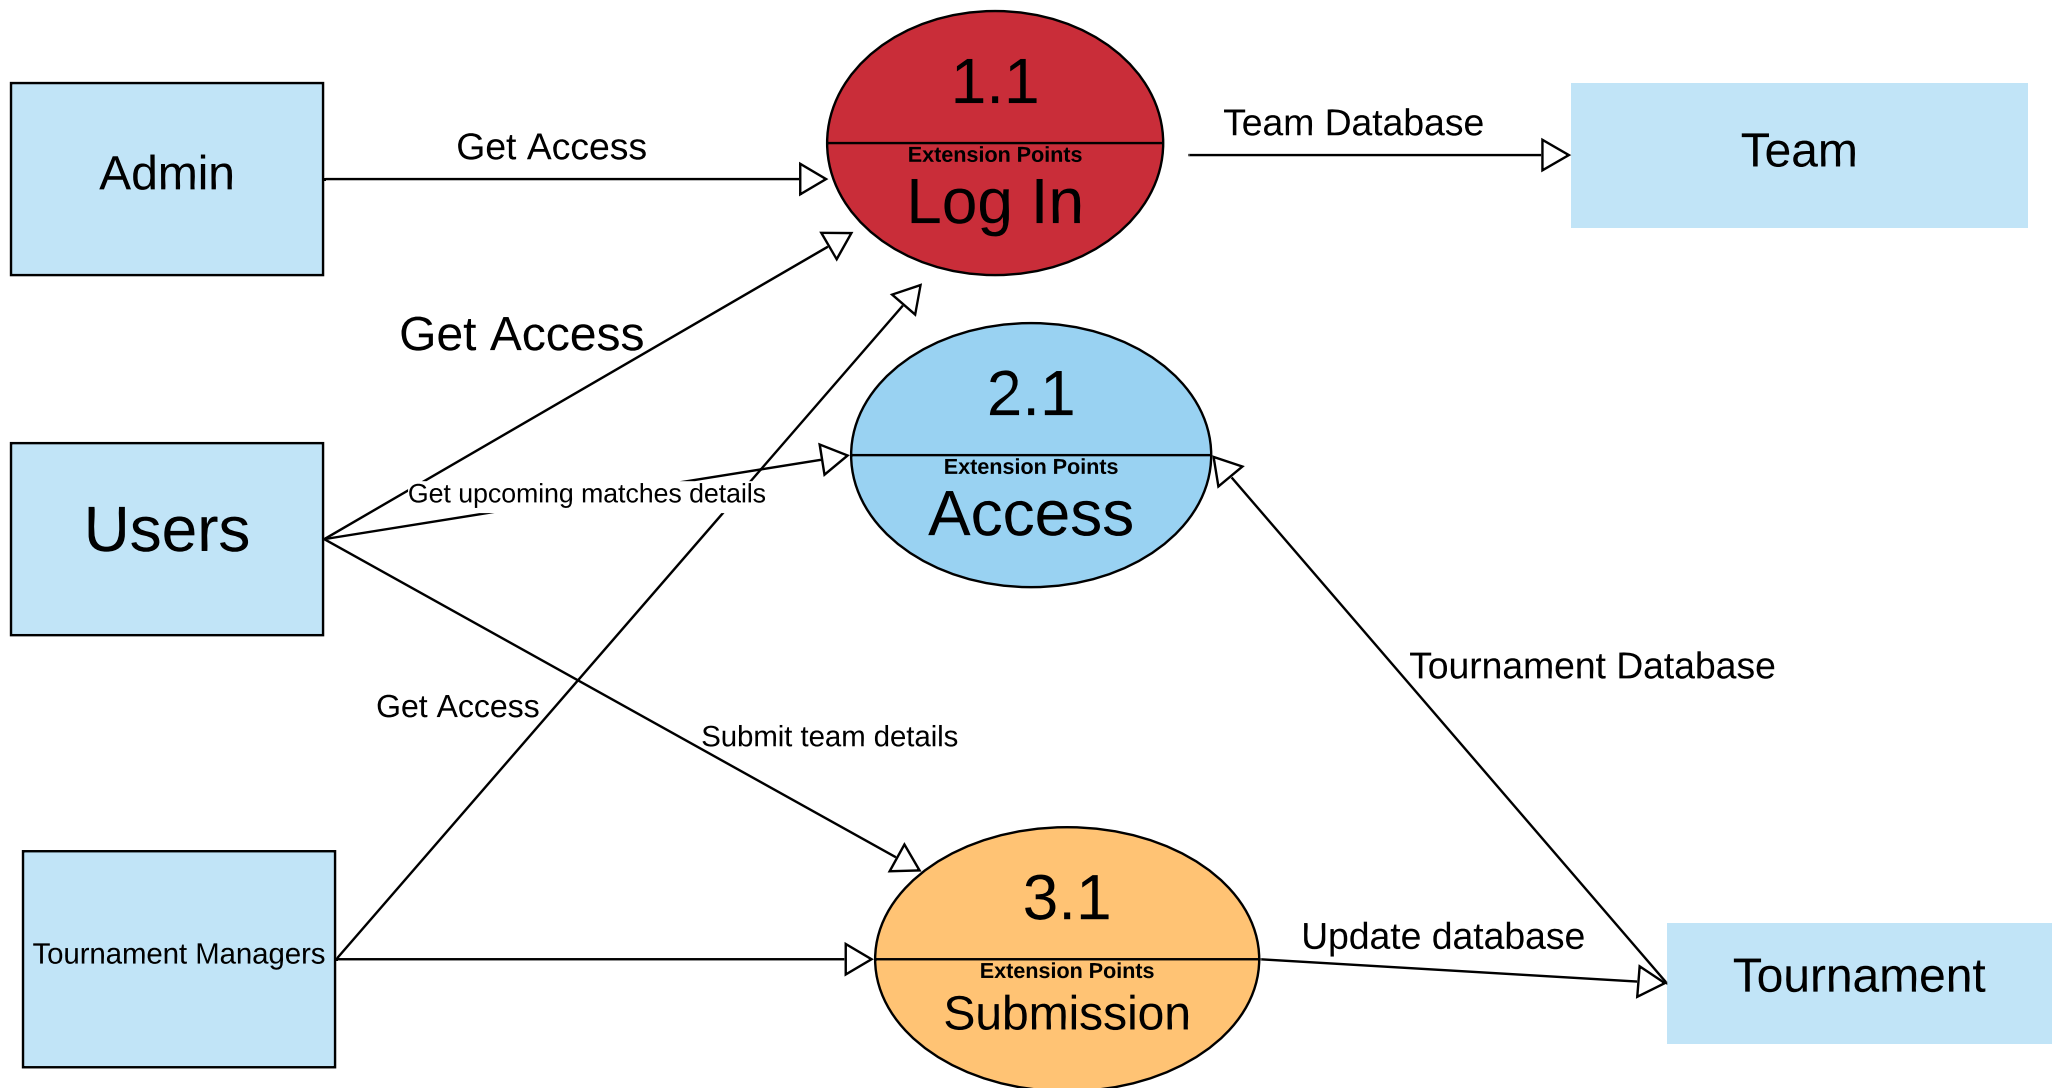 1.1
Extension Points
Log In
Admin
Get Access
Team Database
Team
Get Access
2.1
Extension Points
Access
Users
Get upcoming matches details
Get Access
Submit team details
Tournament Database
Tournament Managers
3.1
Extension Points
Submission
Update database
Tournament